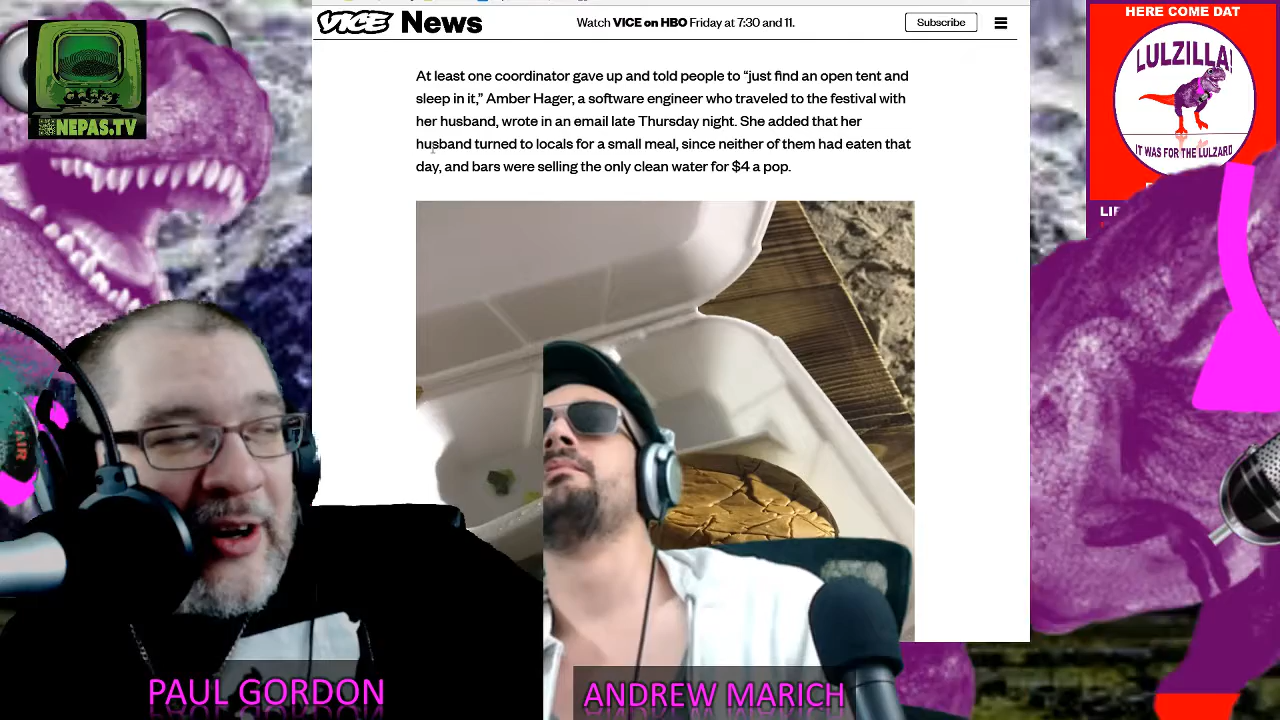 VICE News
Watch VICE on HBO Friday at 7:30 and 11.
Subscribe
At least one coordinator gave up and told people to “just find an open tent and
sleep in it,” Amber Hager, a software engineer who traveled to the festival with
her husband, wrote in an email late Thursday night. She added that her
husband turned to locals for a small meal, since neither of them had eaten that
day, and bars were selling the only clean water for $4 a pop.
NEPAS.TV
HERE COME DAT
LULZILLA!
IT WAS FOR THE LULZARD
AIR
PAUL GORDON
ANDREW MARICH